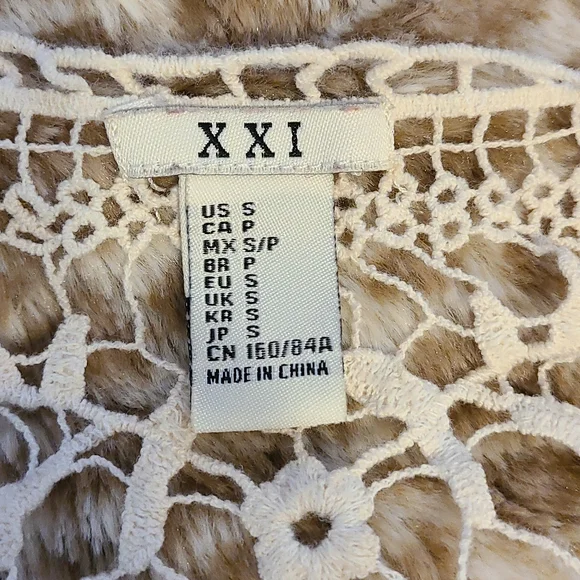 XXI
US S
CA P
MX S/P
BR P
EU S
UK S
KR S
JP S
CN 160/84A
MADE IN CHINA